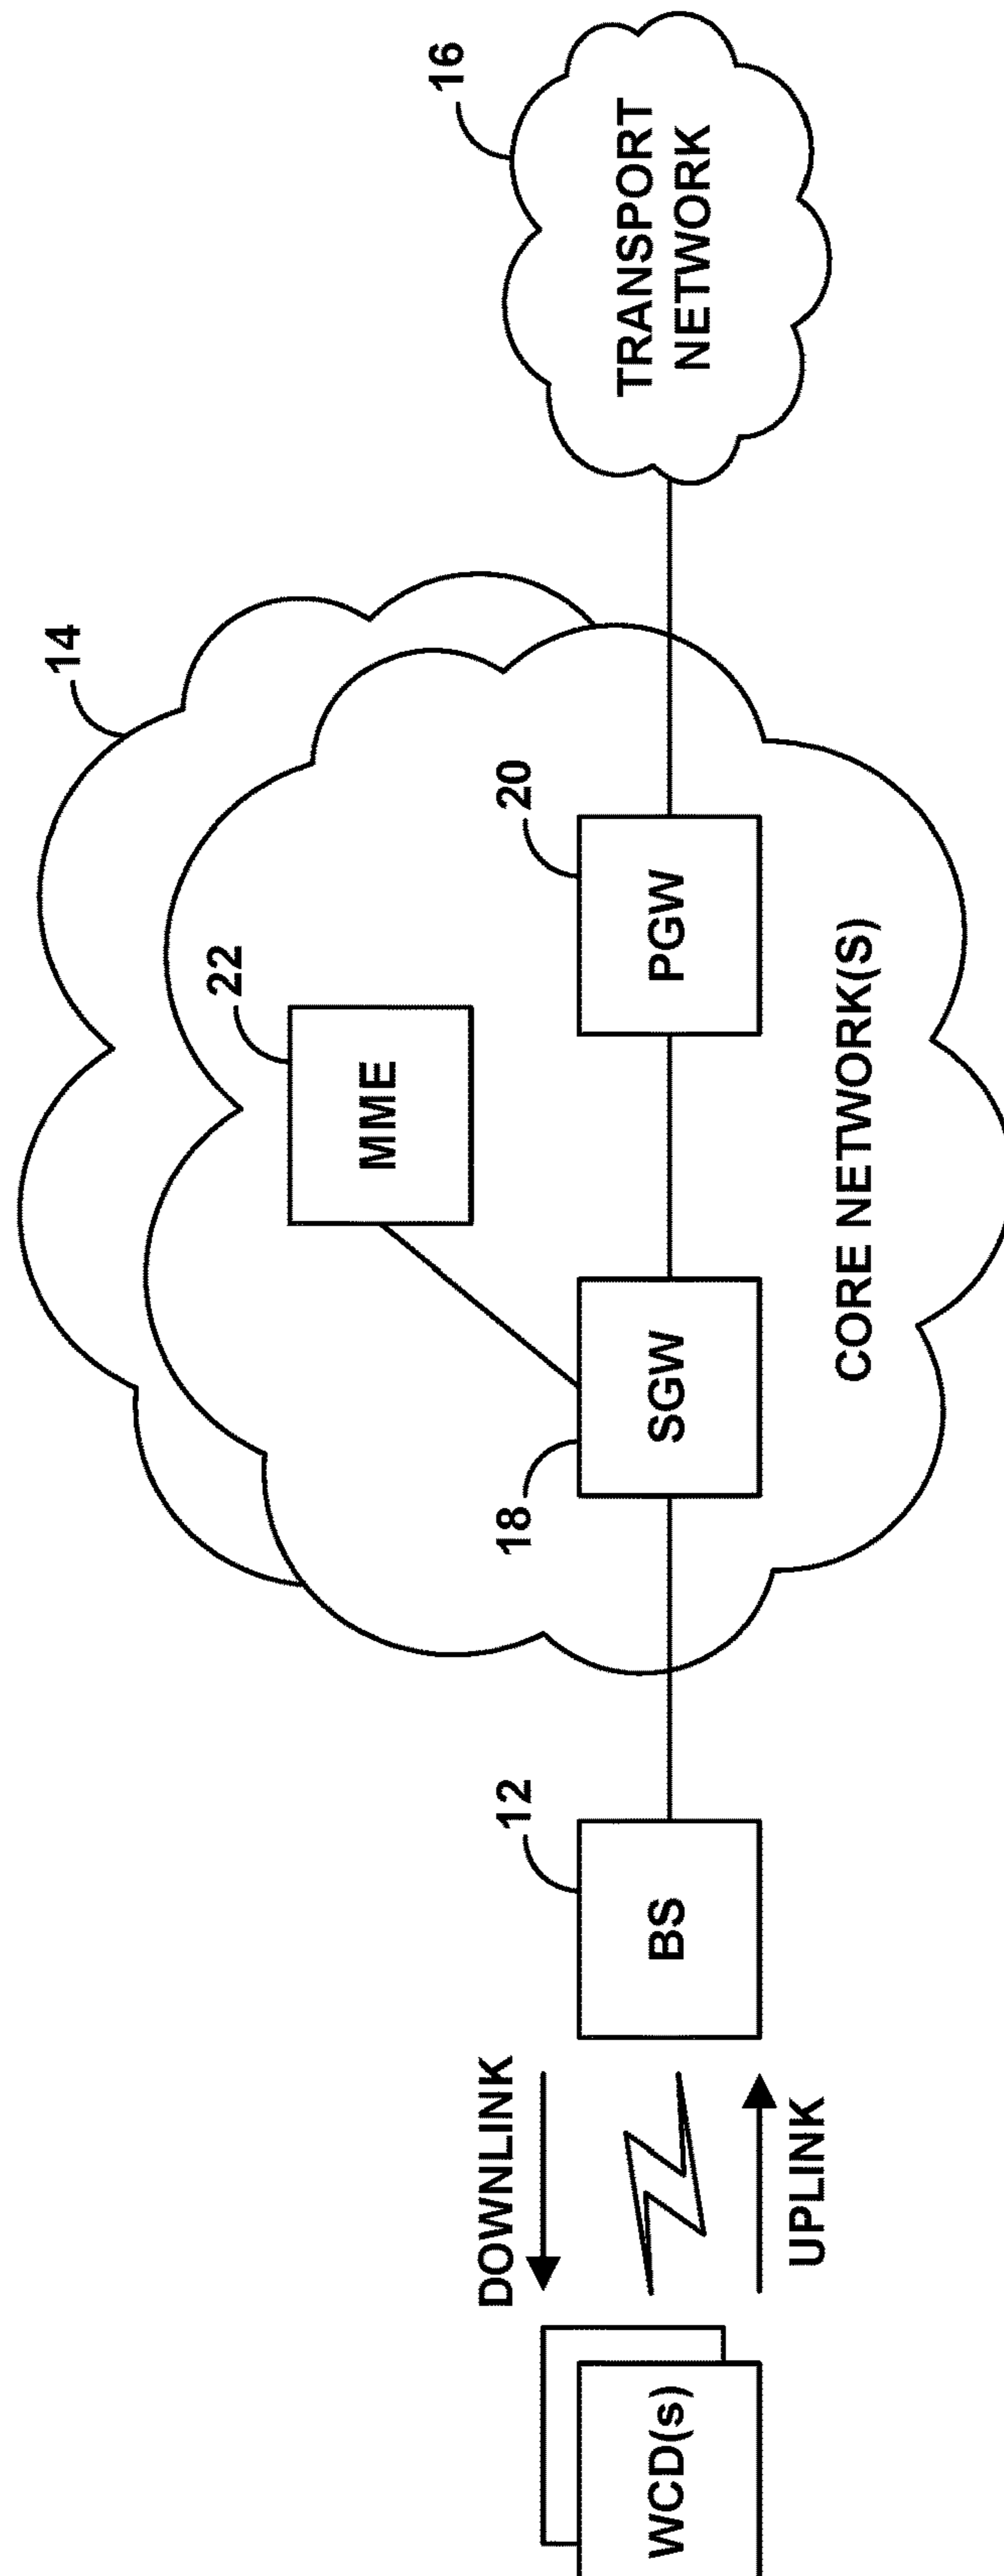 14
16
22
MME
20
18
12
DOWNLINK
TRANSPORT
NETWORK
WCD(s)
BS
SGW
PGW
UPLINK
CORE NETWORK(S)